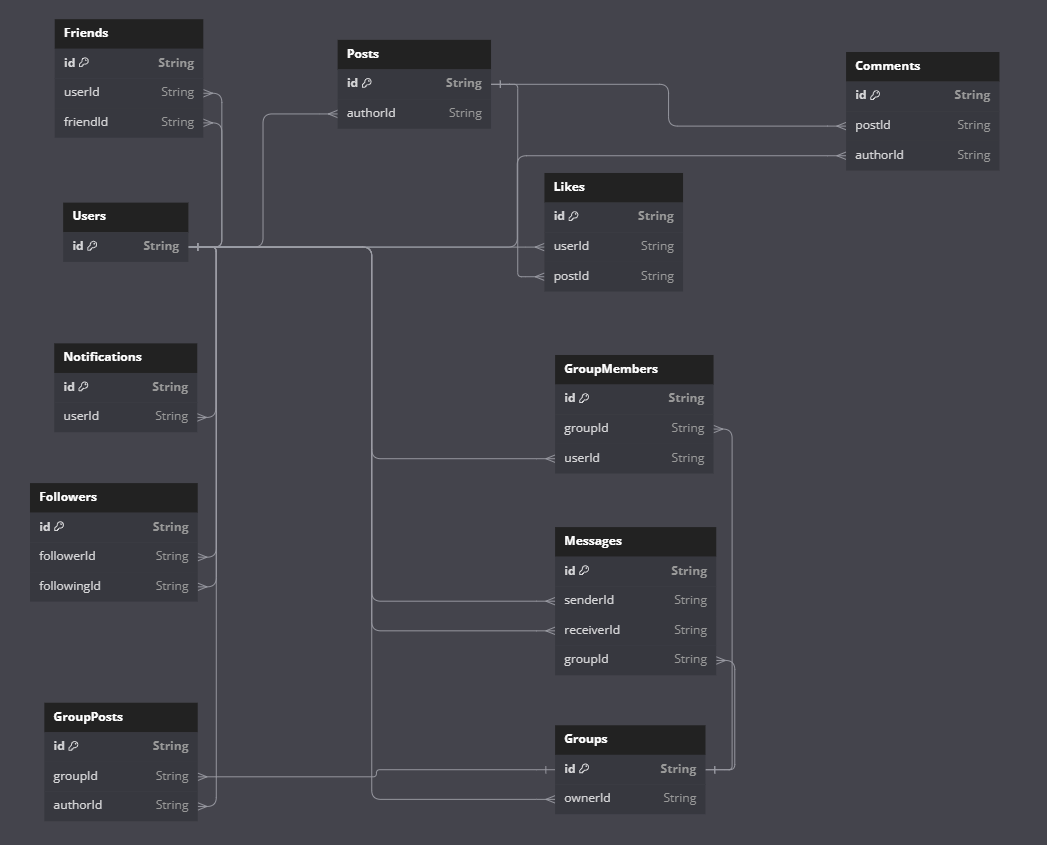 Friends
id String
userId String
friendId String
Posts
id String
authorId String
Comments
id String
postId String
authorId String
Likes
id String
userId String
postId String
Users
id String
Notifications
id String
userId String
GroupMembers
id String
groupId String
userId String
Followers
id String
followerId String
followingId String
Messages
id String
senderId String
receiverId String
groupId String
GroupPosts
id String
groupId String
authorId String
Groups
id String
ownerId String